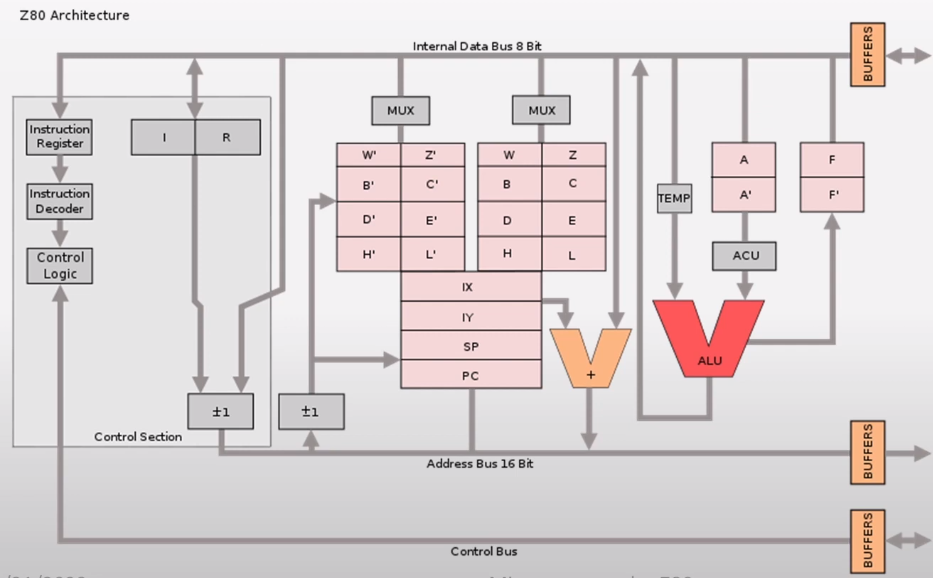 Z80 Architecture
Internal Data Bus 8 Bit
BUFFERS
Instruction
Register
I
R
MUX
MUX
W'
Z'
W
Z
A
F
Instruction
Decoder
B'
C'
B
C
TEMP
A'
F'
D'
E'
D
E
Control
Logic
H'
L'
H
L
ACU
IX
IY
SP
ALU
PC
+
±1
±1
Control Section
BUFFERS
Address Bus 16 Bit
BUFFERS
Control Bus